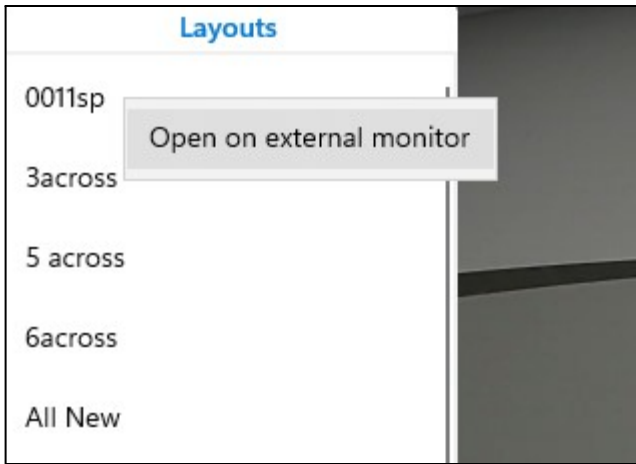 Layouts
0011sp
Open on external monitor
3across
5 across
6across
All New